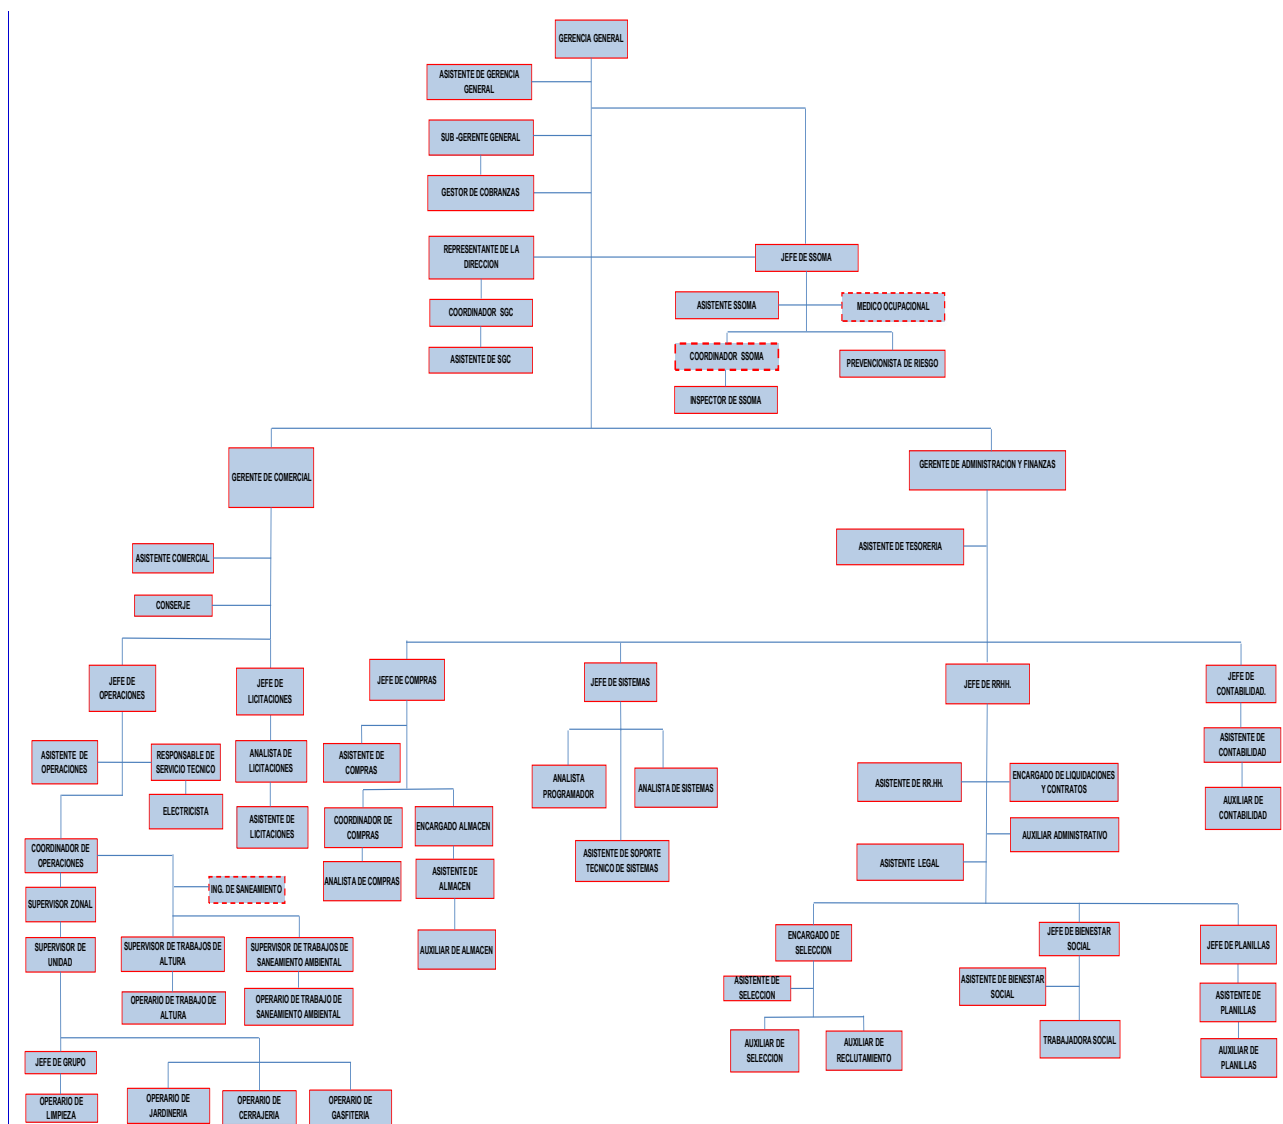 GERENCIA GENERAL
ASISTENTE DE GERENCIA
GENERAL
SUB -GERENTE GENERAL
GESTOR DE COBRANZAS
REPRESENTANTE DE LA
DIRECCION
JEFE DE SSOMA
COORDINADOR SGC
ASISTENTE DE SGC
ASISTENTE SSOMA
MEDICO OCUPACIONAL
COORDINADOR SSOMA
PREVENCIONISTA DE RIESGO
INSPECTOR DE SSOMA
GERENTE DE COMERCIAL
GERENTE DE ADMINISTRACION Y FINANZAS
ASISTENTE COMERCIAL
ASISTENTE DE TESORERIA
CONSERJE
JEFE DE
OPERACIONES
JEFE DE
LICITACIONES
JEFE DE COMPRAS
JEFE DE SISTEMAS
JEFE DE RRHH.
JEFE DE
CONTABILIDAD.
ASISTENTE DE
OPERACIONES
RESPONSABLE DE
SERVICIO TECNICO
ELECTRICISTA
ANALISTA DE
LICITACIONES
ASISTENTE DE
LICITACIONES
ASISTENTE DE
COMPRAS
COORDINADOR DE
COMPRAS
ENCARGADO ALMACEN
ANALISTA DE COMPRAS
ASISTENTE DE
ALMACEN
AUXILIAR DE ALMACEN
ANALISTA
PROGRAMADOR
ANALISTA DE SISTEMAS
ASISTENTE DE SOPORTE
TECNICO DE SISTEMAS
ASISTENTE DE RR.HH.
ENCARGADO DE LIQUIDACIONES
Y CONTRATOS
AUXILIAR ADMINISTRATIVO
ASISTENTE LEGAL
ASISTENTE DE
CONTABILIDAD
AUXILIAR DE
CONTABILIDAD
COORDINADOR DE
OPERACIONES
ING. DE SANEAMIENTO
SUPERVISOR ZONAL
SUPERVISOR DE
UNIDAD
SUPERVISOR DE TRABAJOS DE
ALTURA
SUPERVISOR DE TRABAJOS DE
SANEAMIENTO AMBIENTAL
OPERARIO DE TRABAJO DE
ALTURA
OPERARIO DE TRABAJO DE
SANEAMIENTO AMBIENTAL
JEFE DE GRUPO
OPERARIO DE
LIMPIEZA
OPERARIO DE
JARDINERIA
OPERARIO DE
CERRAJERIA
OPERARIO DE
GASFITERIA
ENCARGADO DE
SELECCION
ASISTENTE DE
SELECCION
AUXILIAR DE
SELECCION
AUXILIAR DE
RECLUTAMIENTO
JEFE DE BIENESTAR
SOCIAL
ASISTENTE DE BIENESTAR
SOCIAL
TRABAJADORA SOCIAL
JEFE DE PLANILLAS
ASISTENTE DE
PLANILLAS
AUXILIAR DE
PLANILLAS